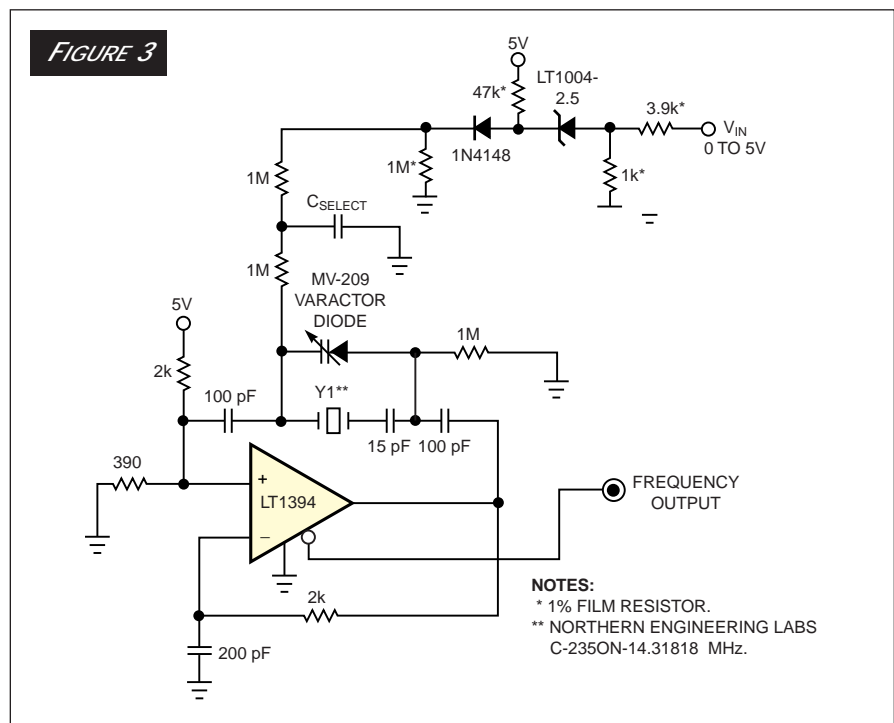 FIGURE 3
5V
LT1004-
2.5
47k*
3.9k*
VIN
0 TO 5V
1N4148
1M*
1k*
1M
CSELECT
1M
MV-209
VARACTOR
DIODE
5V
1M
2k
100 pF
Y1**
15 pF
100 pF
390
+
LT1394
–
FREQUENCY
OUTPUT
2k
200 pF
NOTES:
* 1% FILM RESISTOR.
** NORTHERN ENGINEERING LABS
C-235ON-14.31818 MHz.